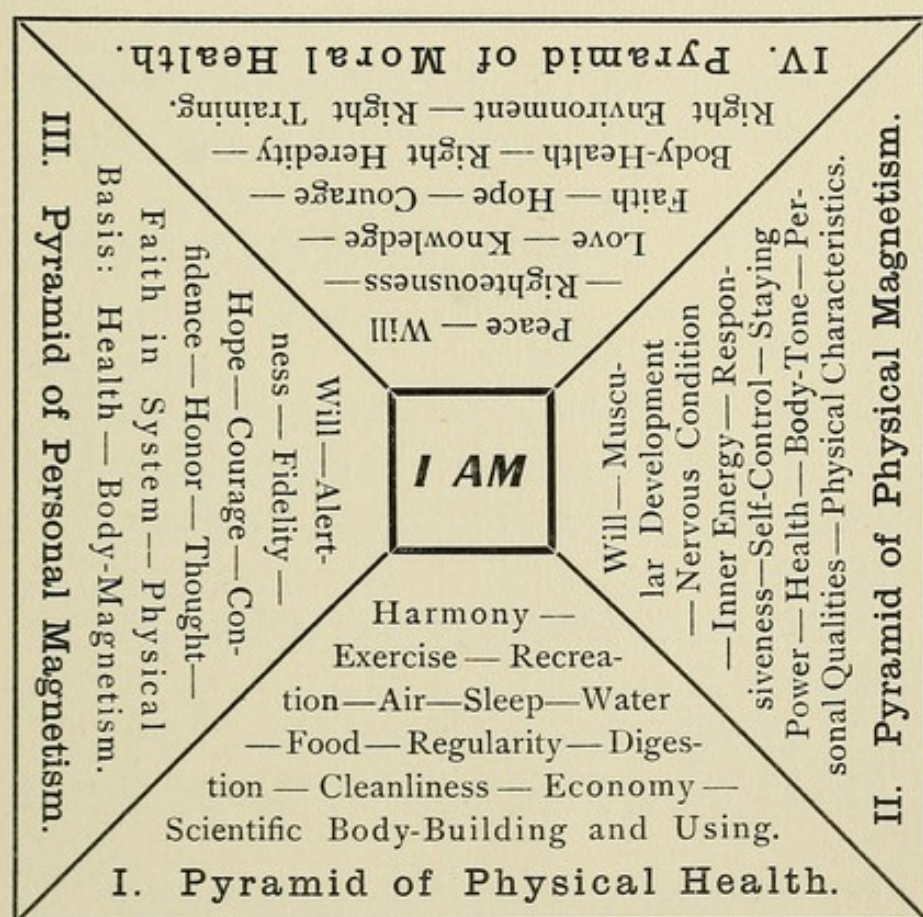 I AM
Harmony —
Exercise — Recrea-
tion—Air—Sleep—Water
—Food—Regularity—Diges-
tion — Cleanliness — Economy —
Scientific Body-Building and Using.
I. Pyramid of Physical Health.
Will—Muscu-
lar Development
—Nervous Condition
—Inner Energy—Respon-
siveness—Self-Control—Staying
Power—Health—Body-Tone—Per-
sonal Qualities—Physical Characteristics.
II. Pyramid of Physical Magnetism.
Will—Alert-
ness—Fidelity—
Hope—Courage—Con-
fidence—Honor—Thought—
Faith in System—Physical
Basis: Health—Body-Magnetism.
III. Pyramid of Personal Magnetism.
Peace — Will
— Righteousness—
Love — Knowledge —
Faith — Hope — Courage —
Body-Health — Right Heredity —
Right Environment — Right Training.
IV. Pyramid of Moral Health.